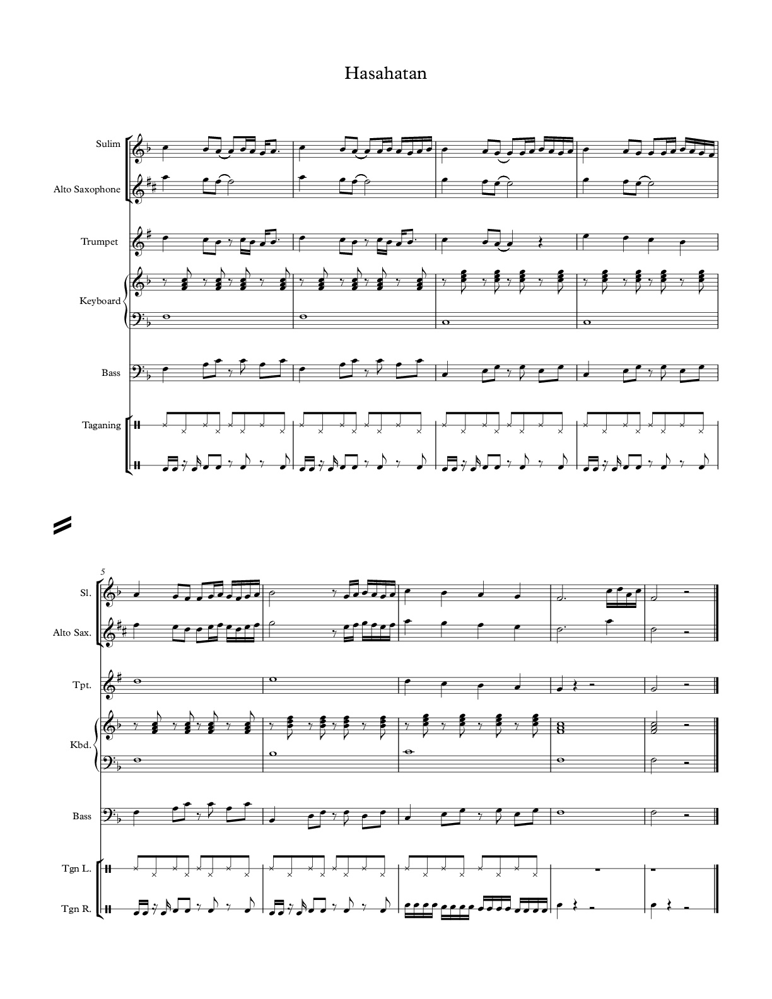 Hasahatan
Sulim
Alto Saxophone
Trumpet
Keyboard
Bass
Taganing
5
Sl.
Alto Sax.
Tpt.
Kbd.
Bass
Tgn L.
Tgn R.